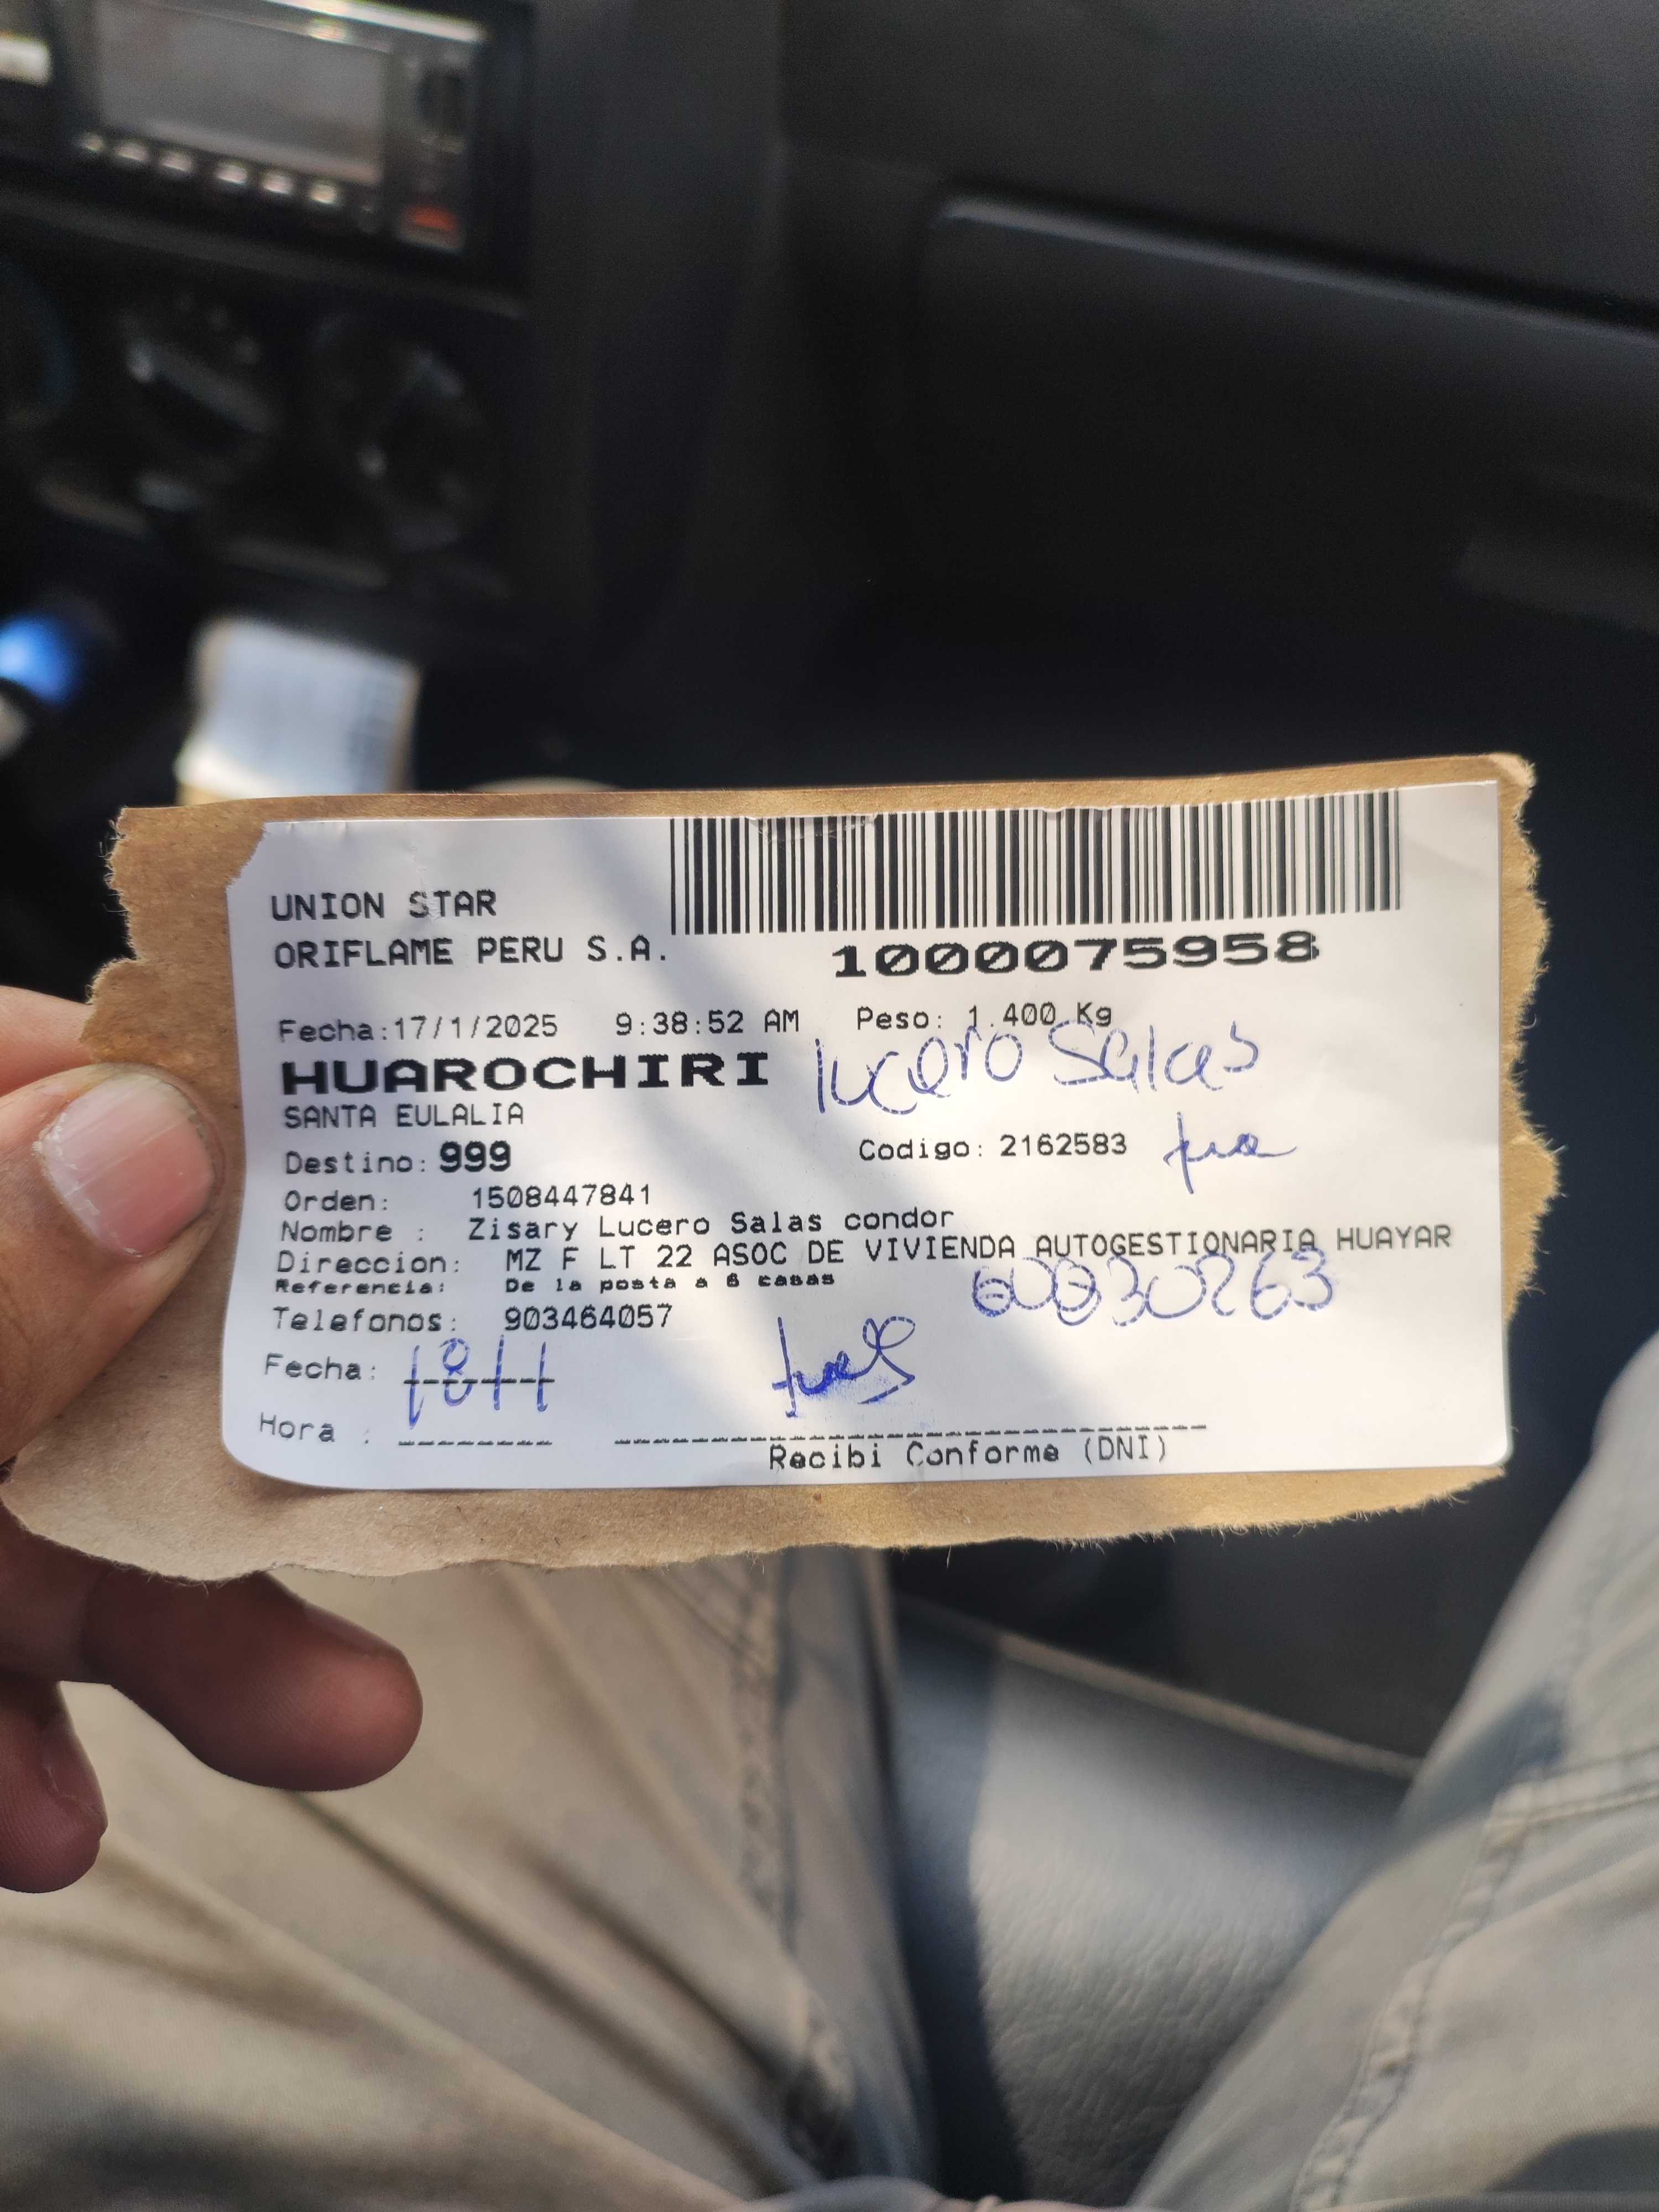 UNION STAR
ORIFLAME PERU S.A.
1000075958
Fecha:17/1/2025 9:38:52 AM Peso: 1.400 Kg
HUAROCHIRI lucero Salas
SANTA EULALIA
Destino: 999 Codigo: 2162583
Orden: 1508447841
Nombre : Zisary Lucero Salas condor
Direccion: MZ F LT 22 ASOC DE VIVIENDA AUTOGESTIONARIA HUAYAR
Referencia: De la posta a 6 casas
Telefonos: 903464057
Fecha:
Hora :
Recibi Conforme (DNI)